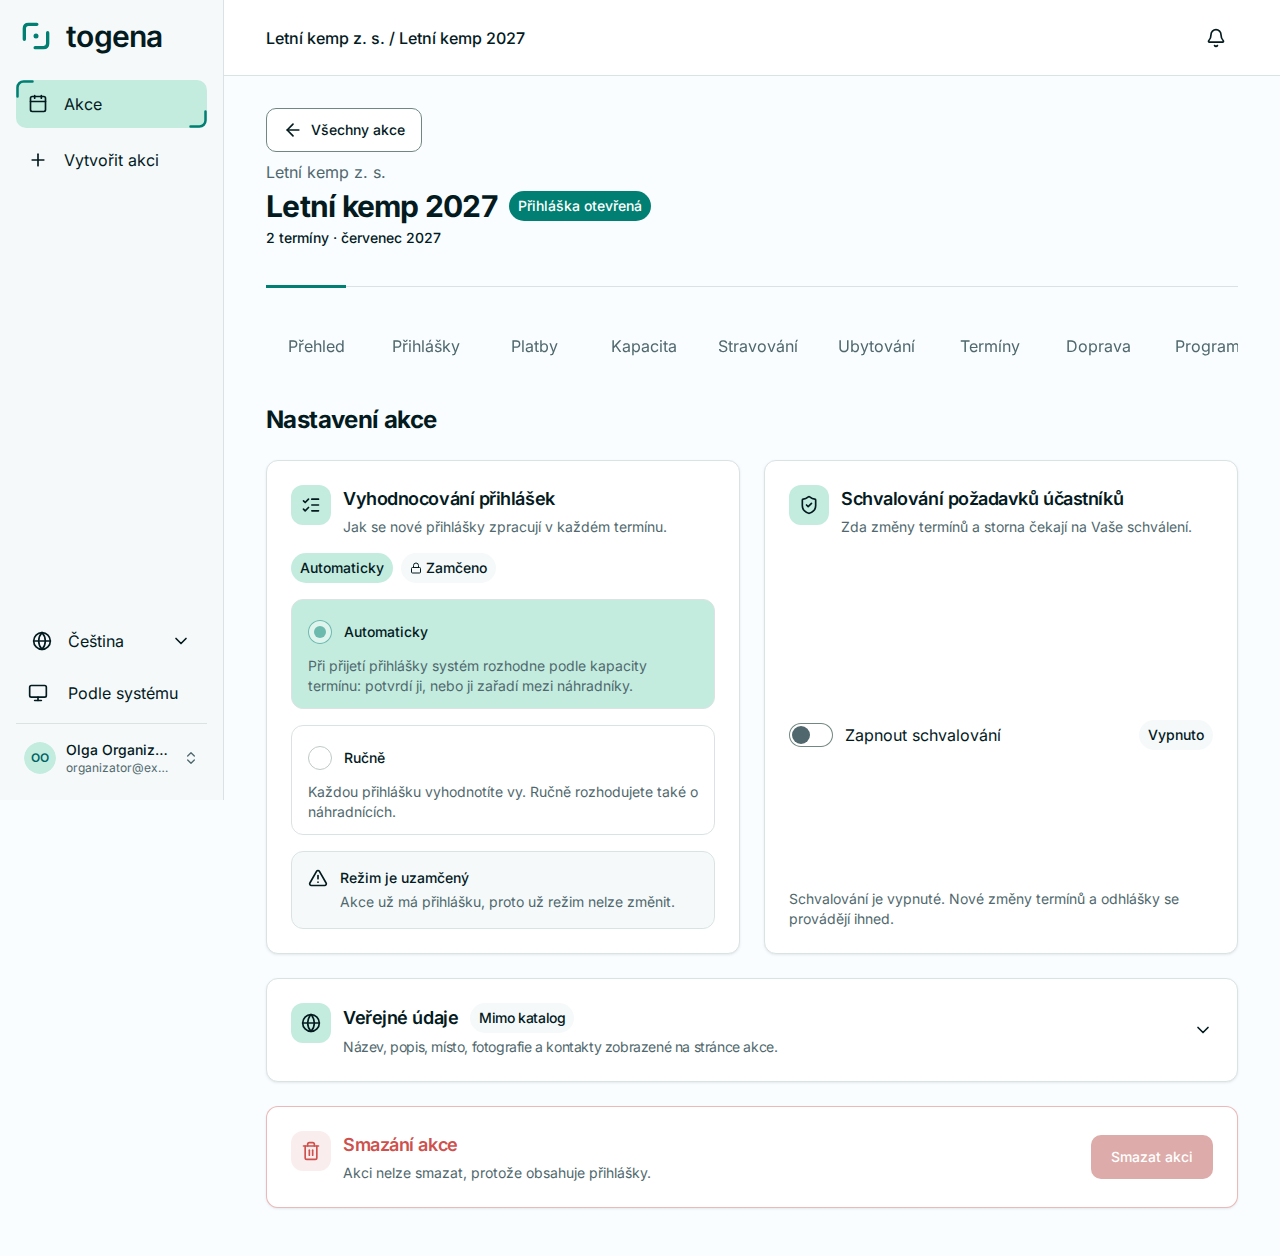 togena
Akce
Vytvořit akci
Čeština
Podle systému
OO
Olga Organiz...
organizator@ex...
Letní kemp z. s. / Letní kemp 2027
Všechny akce
Letní kemp z. s.
Letní kemp 2027
Přihláška otevřená
2 termíny · červenec 2027
Přehled
Přihlášky
Platby
Kapacita
Stravování
Ubytování
Termíny
Doprava
Program
Nastavení akce
Vyhodnocování přihlášek
Jak se nové přihlášky zpracují v každém termínu.
Automaticky
Zamčeno
Automaticky
Při přijetí přihlášky systém rozhodne podle kapacity
termínu: potvrdí ji, nebo ji zařadí mezi náhradníky.
Ručně
Každou přihlášku vyhodnotíte vy. Ručně rozhodujete také o
náhradnících.
Režim je uzamčený
Akce už má přihlášku, proto už režim nelze změnit.
Schvalování požadavků účastníků
Zda změny termínů a storna čekají na Vaše schválení.
Zapnout schvalování
Vypnuto
Schvalování je vypnuté. Nové změny termínů a odhlášky se
provádějí ihned.
Veřejné údaje
Mimo katalog
Název, popis, místo, fotografie a kontakty zobrazené na stránce akce.
Smazání akce
Akci nelze smazat, protože obsahuje přihlášky.
Smazat akci